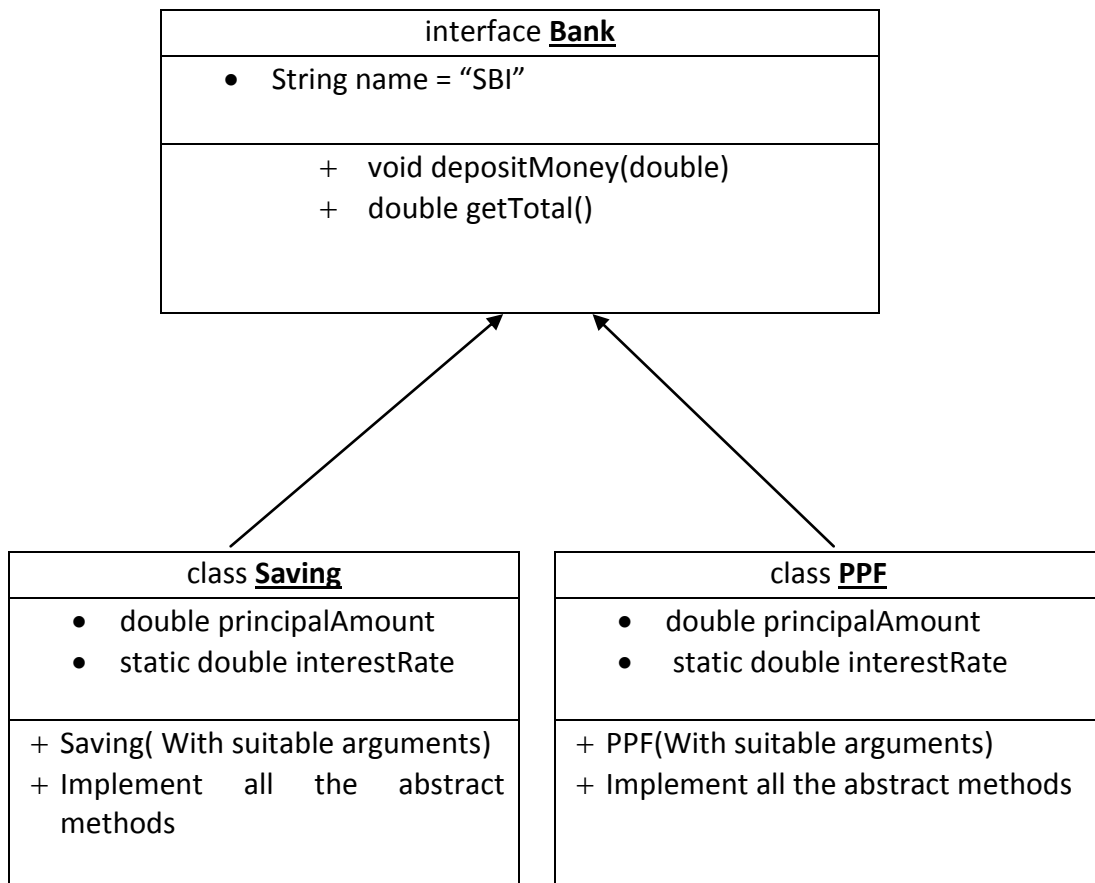 interface Bank
• String name = “SBI”
+ void depositMoney(double)
+ double getTotal()
class Saving
• double principalAmount
• static double interestRate
+ Saving( With suitable arguments)
+ Implement all the abstract
methods
class PPF
• double principalAmount
• static double interestRate
+ PPF(With suitable arguments)
+ Implement all the abstract methods